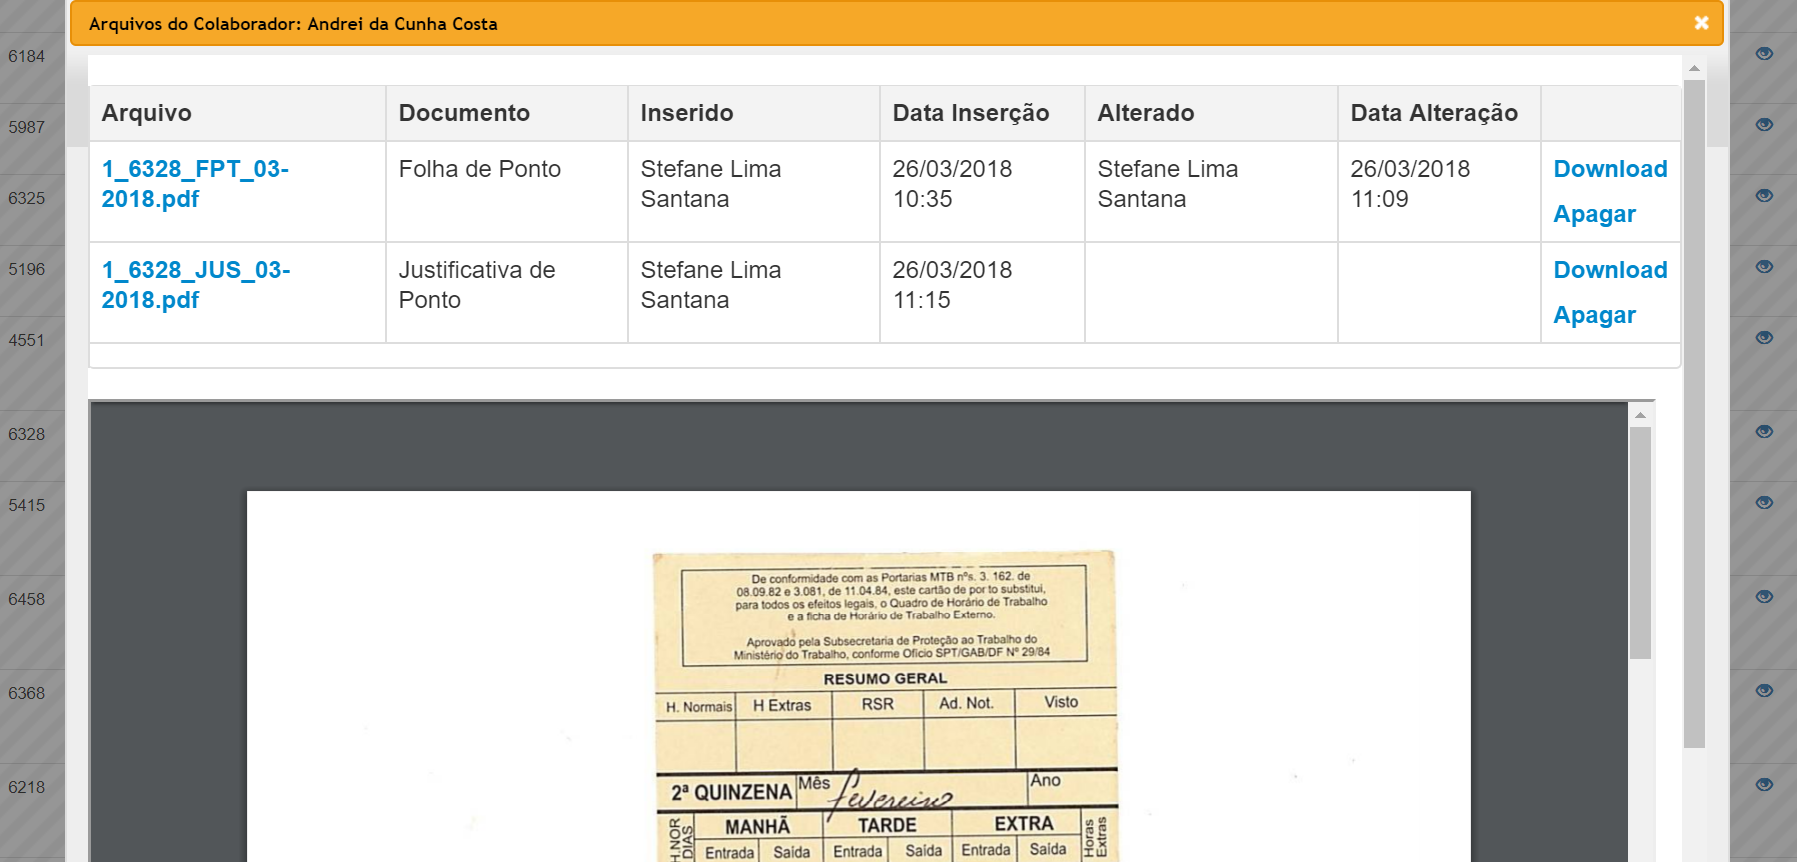 Arquivos do Colaborador: Andrei da Cunha Costa
6184
5987
6325
5196
4551
6328
5415
6458
6368
6218
Arquivo Documento Inserido Data Inserção Alterado Data Alteração
1_6328_FPT_03-
2018.pdf
Folha de Ponto
Stefane Lima
Santana
26/03/2018
10:35
Stefane Lima
Santana
26/03/2018
11:09
Download
Apagar
1_6328_JUS_03-
2018.pdf
Justificativa de
Ponto
Stefane Lima
Santana
26/03/2018
11:15
Download
Apagar
De conformidade com as Portarias MTB nºs. 3. 162. de
08.09.82 e 3.081, de 11.04.84, este cartão de porto substitui,
para todos os efeitos legais, o Quadro de Horário de Trabalho
e a ficha de Horário de Trabalho Externo.
Aprovado pela Subsecretaria de Proteção ao Trabalho do
Ministério do Trabalho, conforme Oficio SPT/GAB/DF Nº 29/84
RESUMO GERAL
H. Normais H Extras RSR Ad. Not. Visto
2ª QUINZENA Mês fevereiro Ano
H.NOR
DIAS
MANHÃ TARDE EXTRA
Horas
Extras
Entrada Saída Entrada Saída Entrada Saída